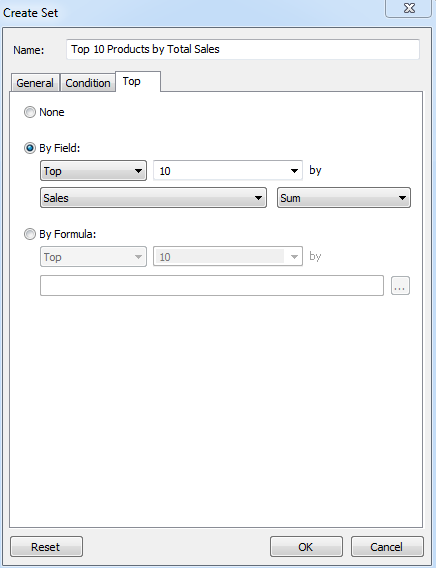 Create Set
Name: Top 10 Products by Total Sales
General Condition Top
None
By Field:
Top 10 by
Sales Sum
By Formula:
Top 10 by
...
Reset OK Cancel